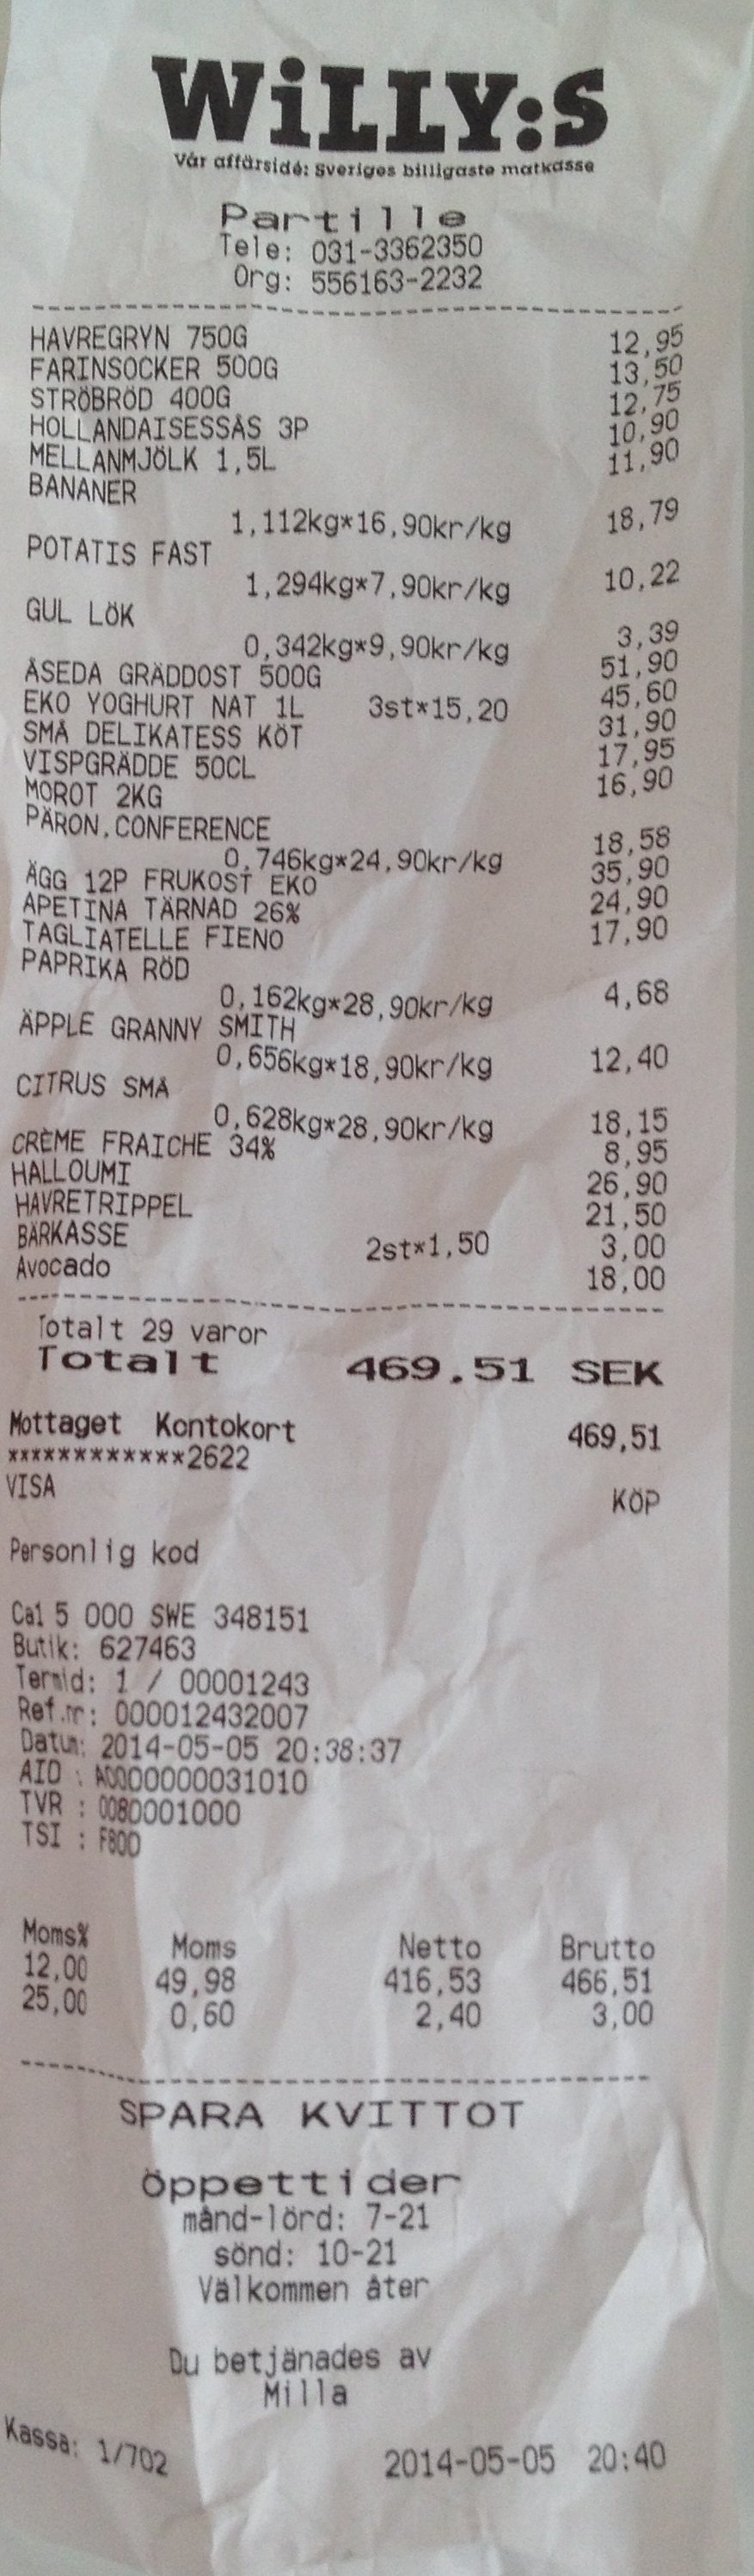 WiLLY:S
Vår affärsidé: Sveriges billigaste matkasse
Partille
Tele: 031-3362350
Org: 556163-2232
HAVREGRYN 750G 12,95
FARINSOCKER 500G 13,50
STRÖBRÖD 400G 12,75
HOLLANDAISESSÅS 3P 10,90
MELLANMJÖLK 1,5L 11,90
BANANER
1,112kg*16,90kr/kg 18,79
POTATIS FAST
1,294kg*7,90kr/kg 10,22
GUL LÖK
0,342kg*9,90kr/kg 3,39
ÅSEDA GRÄDDOST 500G 51,90
EKO YOGHURT NAT 1L 3st*15,20 45,60
SMÅ DELIKATESS KÖT 31,90
VISPGRÄDDE 50CL 17,95
MOROT 2KG 16,90
PÄRON.CONFERENCE
0,746kg*24,90kr/kg 18,58
ÄGG 12P FRUKOST EKO 35,90
APETINA TÄRNAD 26% 24,90
TAGLIATELLE FIENO 17,90
PAPRIKA RÖD
0,162kg*28,90kr/kg 4,68
ÄPPLE GRANNY SMITH
0,656kg*18,90kr/kg 12,40
CITRUS SMÅ
0,628kg*28,90kr/kg 18,15
CRÈME FRAICHE 34% 8,95
HALLOUMI 26,90
HAVRETRIPPEL 21,50
BÄRKASSE 2st*1,50 3,00
Avocado 18,00
Totalt 29 varor
Totalt 469.51 SEK
Mottaget Kontokort 469,51
************2622
VISA KÖP
Personlig kod
Ca1 5 000 SWE 348151
Butik: 627463
Termid: 1 / 00001243
Ref.nr: 000012432007
Datum: 2014-05-05 20:38:37
AID : A0000000031010
TVR : 0080001000
TSI : F800
Moms% Moms Netto Brutto
12,00 49,98 416,53 466,51
25,00 0,60 2,40 3,00
SPARA KVITTOT
Öppettider
månd-lörd: 7-21
sönd: 10-21
Välkommen åter
Du betjänades av
Milla
Kassa: 1/702 2014-05-05 20:40